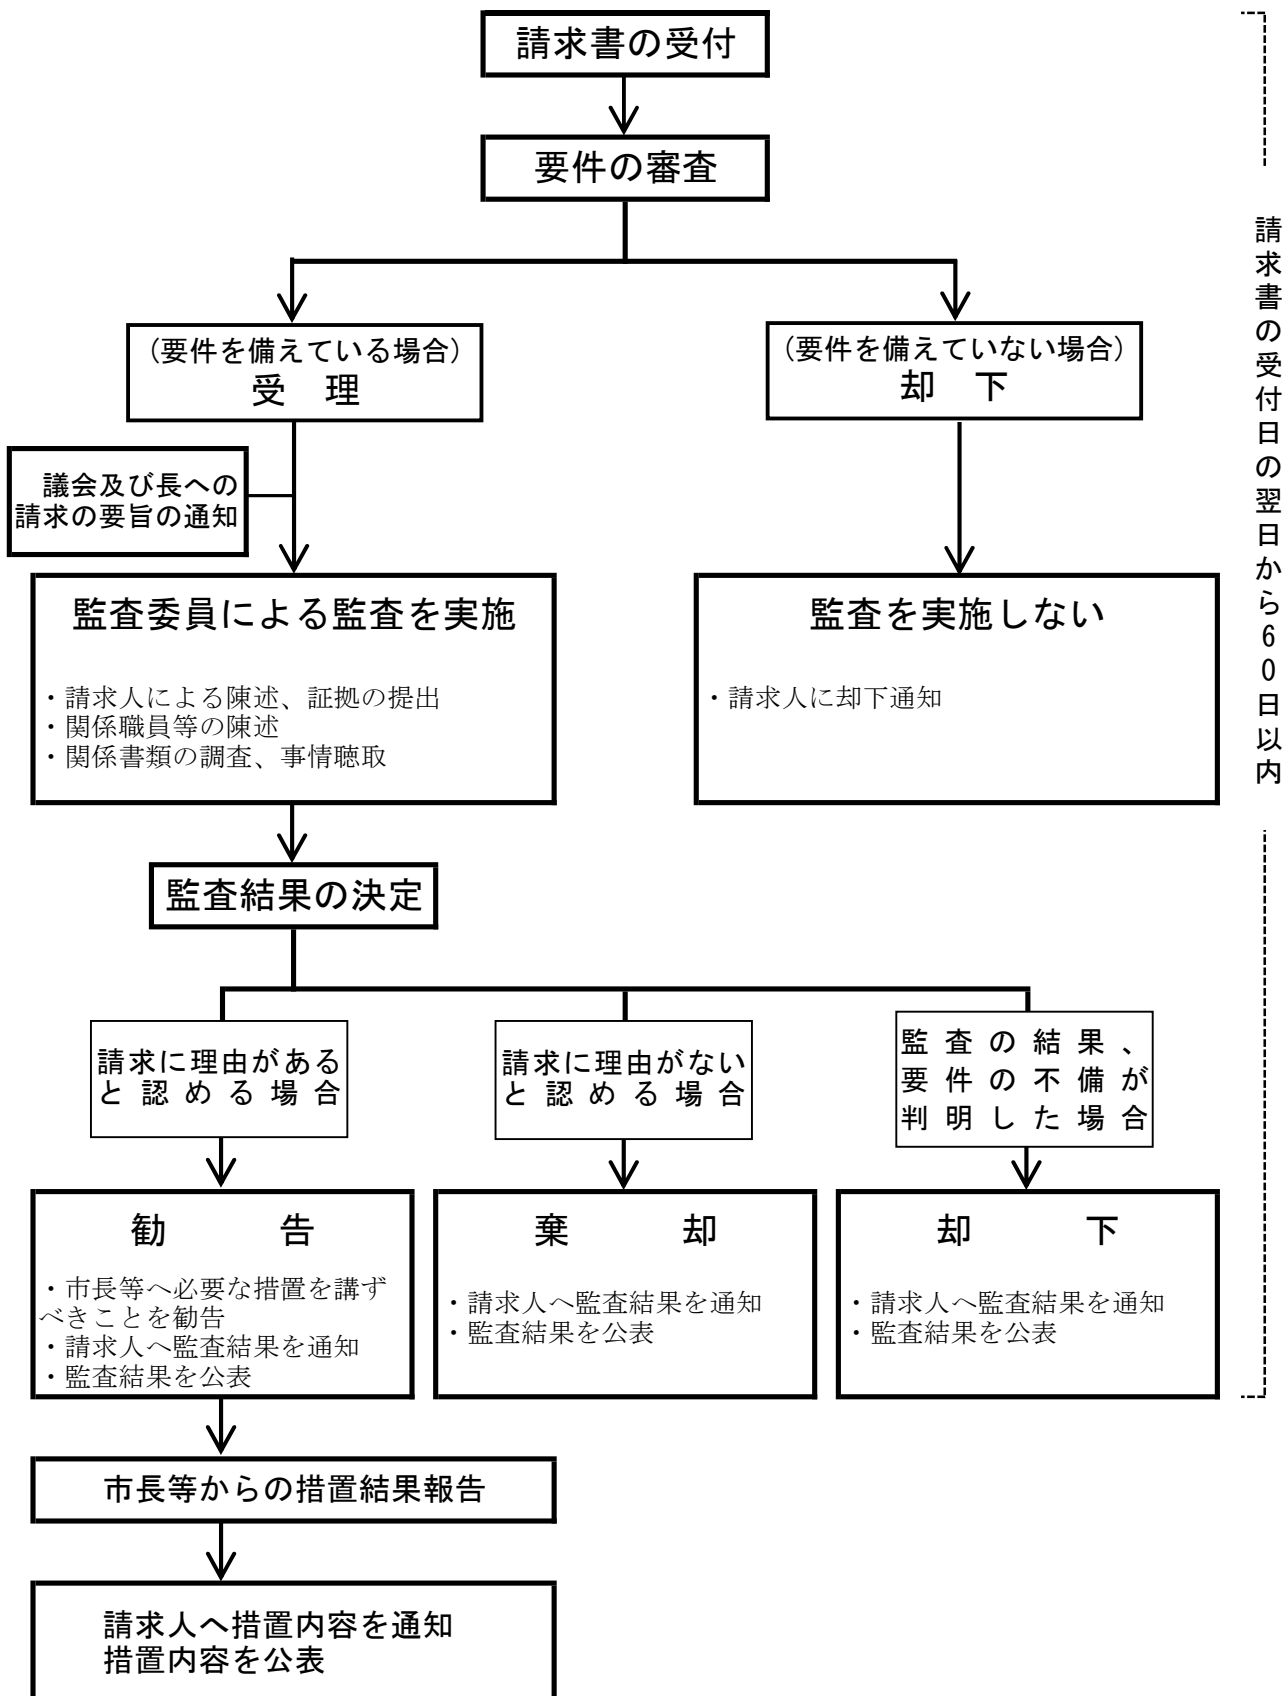 請求書の受付
要件の審査
(要件を備えている場合)
受　理
(要件を備えていない場合)
却　下
議会及び長への
請求の要旨の通知
監査委員による監査を実施
・請求人による陳述、証拠の提出
・関係職員等の陳述
・関係書類の調査、事情聴取
監査を実施しない
・請求人に却下通知
請求書の受付日の翌日から60日以内
監査結果の決定
請求に理由がある
と認める場合
請求に理由がない
と認める場合
監査の結果、
要件の不備が
判明した場合
勧　告
・市長等へ必要な措置を講ず
べきことを勧告
・請求人へ監査結果を通知
・監査結果を公表
棄　却
・請求人へ監査結果を通知
・監査結果を公表
却　下
・請求人へ監査結果を通知
・監査結果を公表
市長等からの措置結果報告
請求人へ措置内容を通知
措置内容を公表